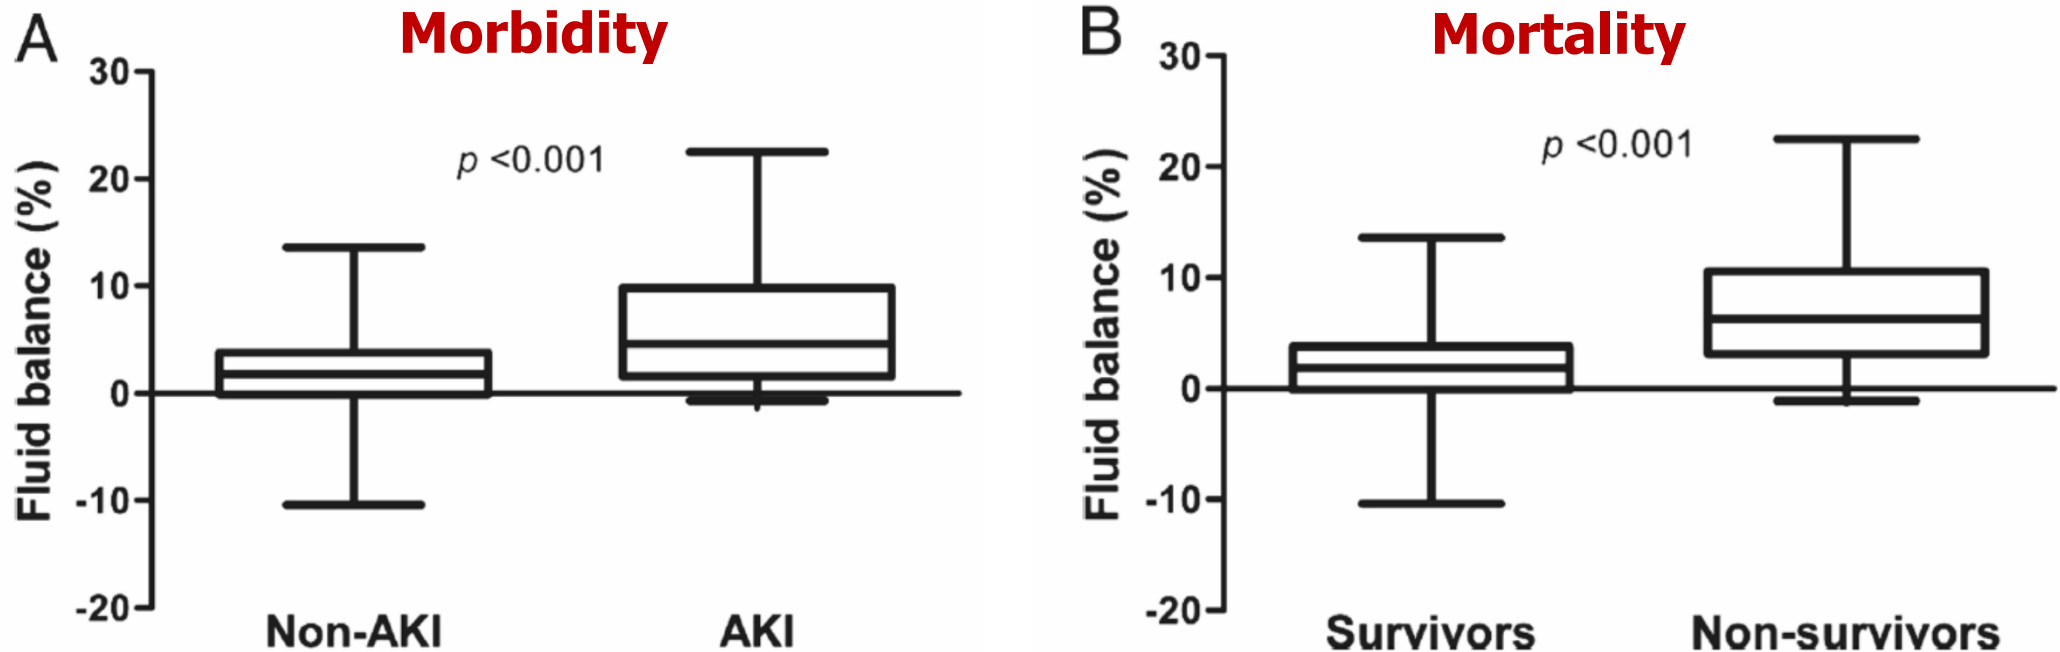 A
Morbidity
30
20
10
0
-10
-20
Fluid balance (%)
p <0.001
Non-AKI
AKI
B
Mortality
30
20
10
0
-10
-20
Fluid balance (%)
p <0.001
Survivors
Non-survivors